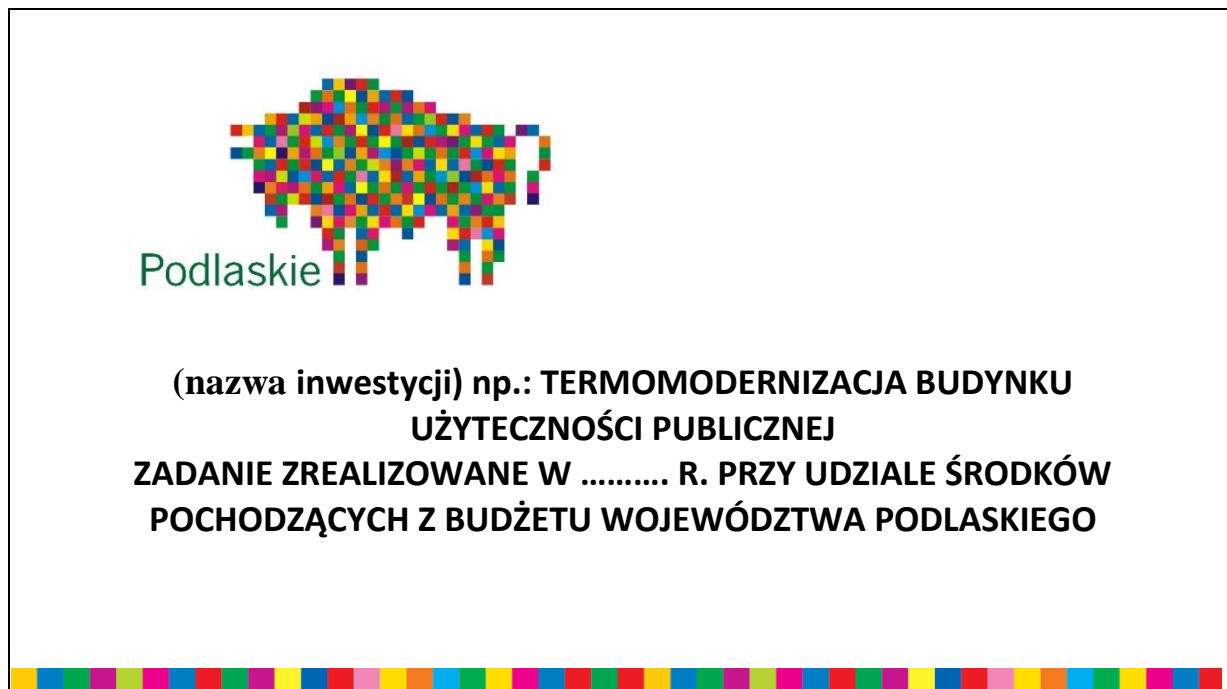 Podlaskie
(nazwa inwestycji) np.: TERMOMODERNIZACJA BUDYNKU
UŻYTECZNOŚCI PUBLICZNEJ
ZADANIE ZREALIZOWANE W .......... R. PRZY UDZIALE ŚRODKÓW
POCHODZĄCYCH Z BUDŻETU WOJEWÓDZTWA PODLASKIEGO